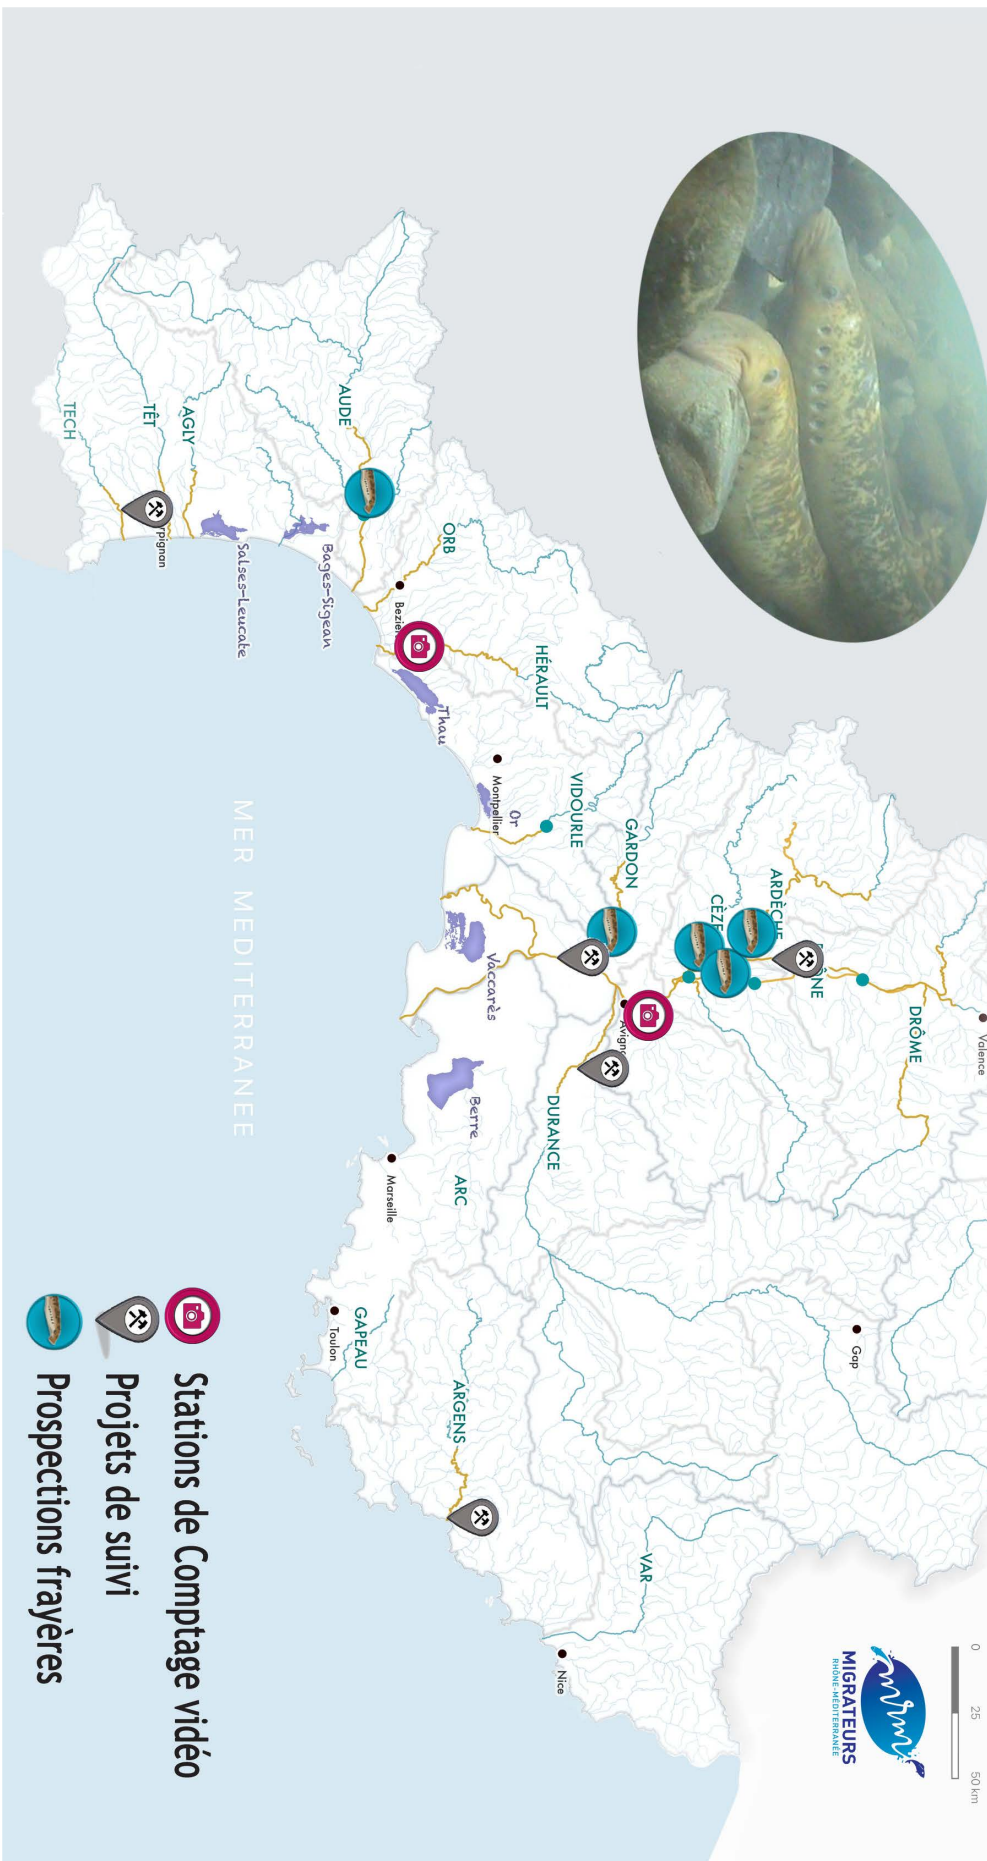 0 25 50 km
Valence
DRÔME
mrm
MIGRATEURS
RHÔNE-MÉDITERRANÉE
Gap
ARDÈCHE
CÈZE
VAR
GARDON
VIDOURLE
Nice
DURANCE
HÉRAULT
Or
Montpellier
Vaccarès
Berre
ARC
ARGENS
ORB
Thau
Marseille
GAPEAU
AUDE
Toulon
Bages-Sigean
Salses-Leucate
MER MEDITERRANEE
AGLY
TÊT
TECH
Stations de Comptage vidéo
Projets de suivi
Prospections frayères